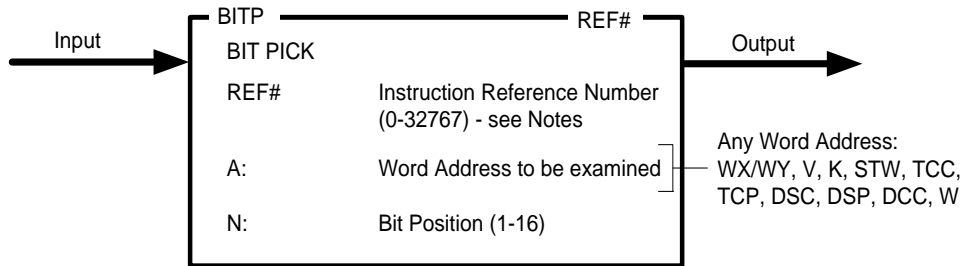 BITP REF#
Input
BIT PICK
Output
REF# Instruction Reference Number
(0-32767) - see Notes
A: Word Address to be examined
Any Word Address:
WX/WY, V, K, STW, TCC,
TCP, DSC, DSP, DCC, W
N: Bit Position (1-16)